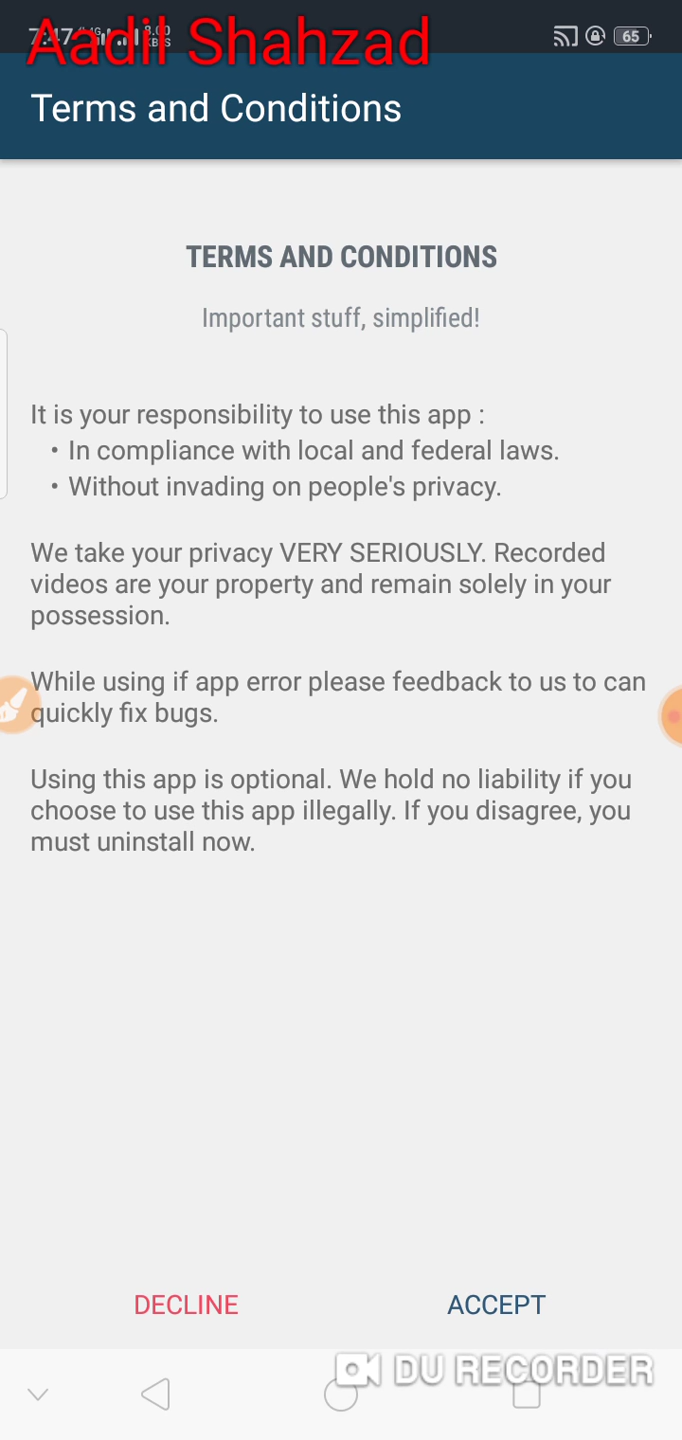 Aadil Shahzad
7:47
65
Terms and Conditions
TERMS AND CONDITIONS
Important stuff, simplified!
It is your responsibility to use this app :
• In compliance with local and federal laws.
• Without invading on people's privacy.
We take your privacy VERY SERIOUSLY. Recorded
videos are your property and remain solely in your
possession.
While using if app error please feedback to us to can
quickly fix bugs.
Using this app is optional. We hold no liability if you
choose to use this app illegally. If you disagree, you
must uninstall now.
DECLINE
ACCEPT
DU RECORDER